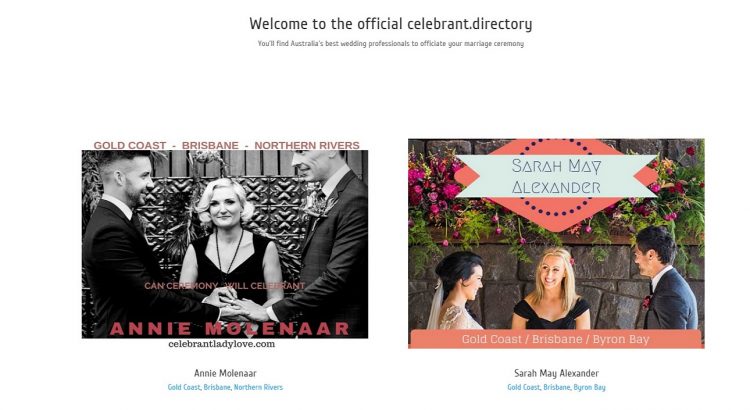 Welcome to the official celebrant.directory
You'll find Australia's best wedding professionals to officiate your marriage ceremony
GOLD COAST - BRISBANE - NORTHERN RIVERS
CAN CEREMONY. WILL CELEBRANT.
ANNIE MOLENAAR
celebrantladylove.com
Annie Molenaar
Gold Coast, Brisbane, Northern Rivers
Sarah May
Alexander
Gold Coast / Brisbane / Byron Bay
Sarah May Alexander
Gold Coast, Brisbane, Byron Bay